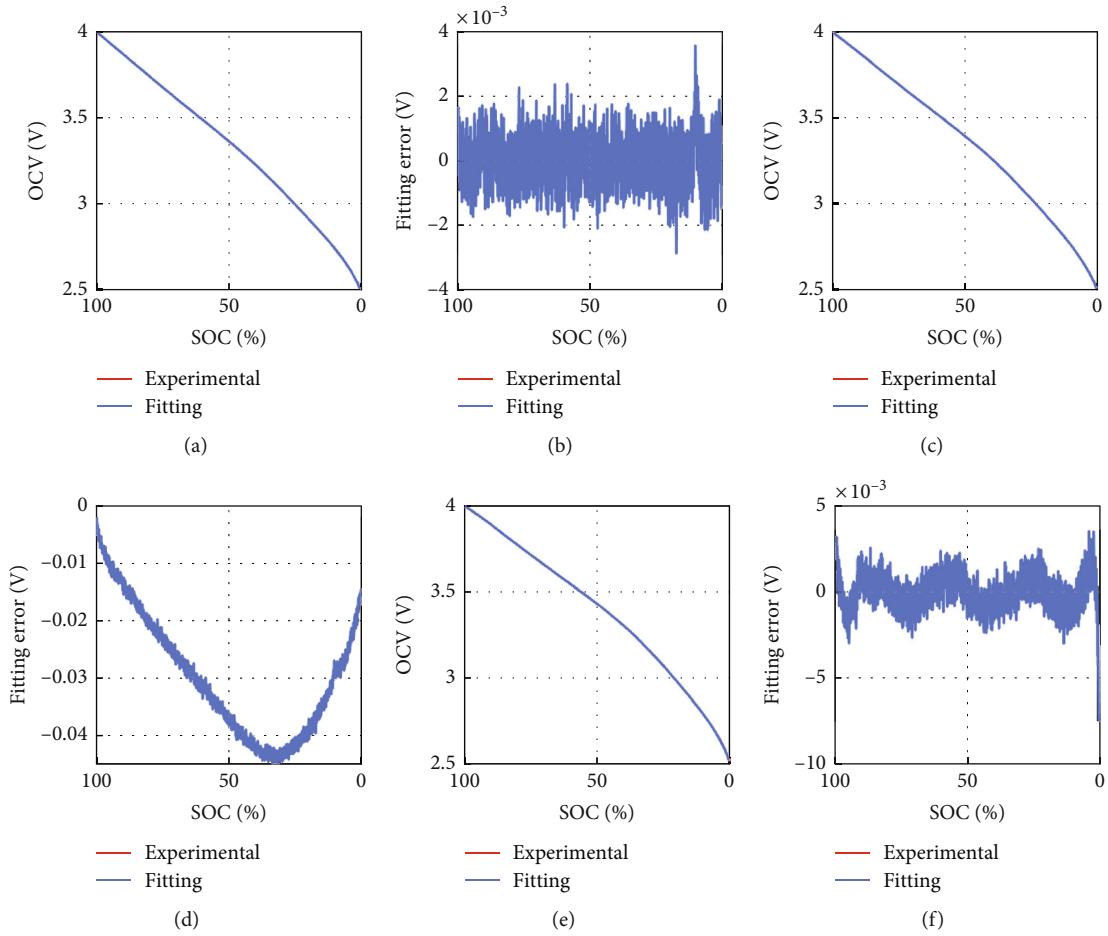 4
3.5
3
2.5
100
50
0
OCV (V)
SOC (%)
Experimental
Fitting
(a)
×10−3
4
2
0
−2
−4
100
50
0
Fitting error (V)
SOC (%)
Experimental
Fitting
(b)
4
3.5
3
2.5
100
50
0
OCV (V)
SOC (%)
Experimental
Fitting
(c)
0
−0.01
−0.02
−0.03
−0.04
100
50
0
Fitting error (V)
SOC (%)
Experimental
Fitting
(d)
4
3.5
3
2.5
100
50
0
OCV (V)
SOC (%)
Experimental
Fitting
(e)
×10−3
5
0
−5
−10
100
50
0
Fitting error (V)
SOC (%)
Experimental
Fitting
(f)